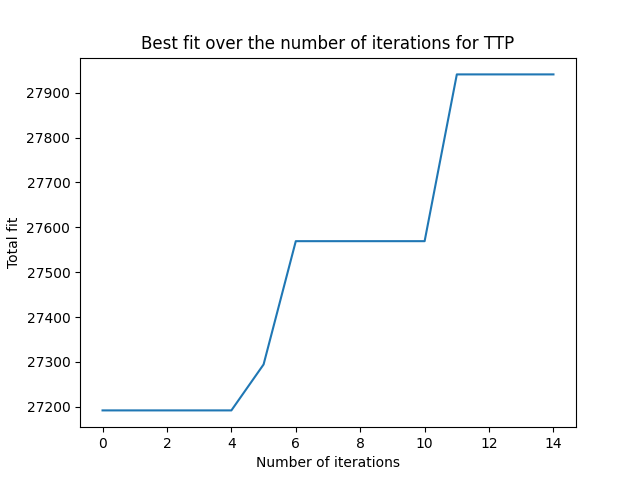 Best fit over the number of iterations for TTP
Total fit
27900
27800
27700
27600
27500
27400
27300
27200
0 2 4 6 8 10 12 14
Number of iterations